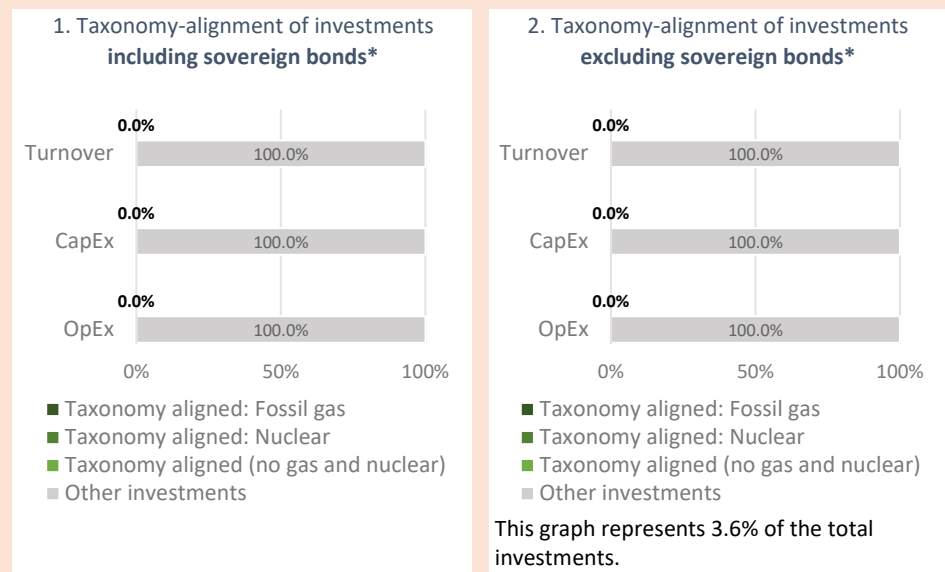 1. Taxonomy-alignment of investments
including sovereign bonds*
0.0%
Turnover
100.0%
0.0%
CapEx
100.0%
0.0%
OpEx
100.0%
0%
50%
100%
Taxonomy aligned: Fossil gas
Taxonomy aligned: Nuclear
Taxonomy aligned (no gas and nuclear)
Other investments
2. Taxonomy-alignment of investments
excluding sovereign bonds*
0.0%
Turnover
100.0%
0.0%
CapEx
100.0%
0.0%
OpEx
100.0%
0%
50%
100%
Taxonomy aligned: Fossil gas
Taxonomy aligned: Nuclear
Taxonomy aligned (no gas and nuclear)
Other investments
This graph represents 3.6% of the total
investments.